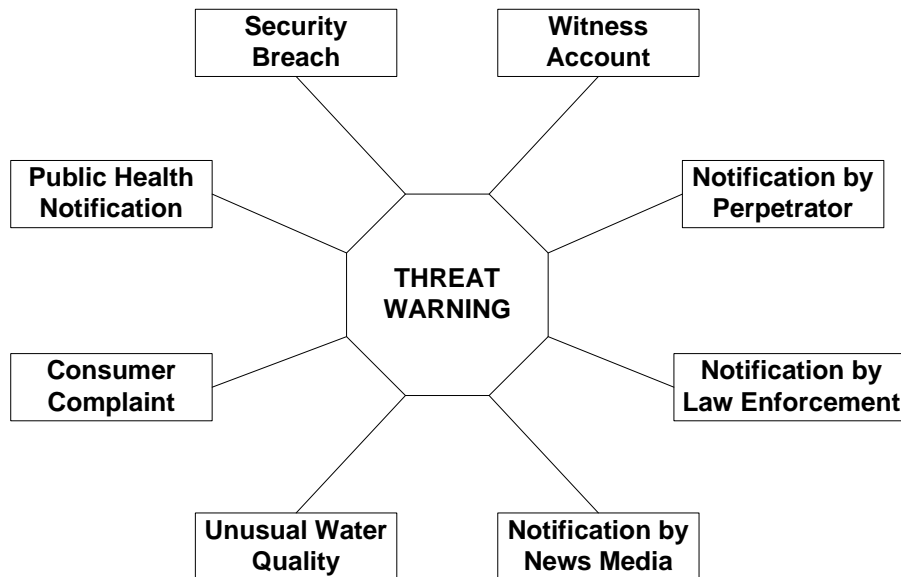 Security
Breach
Witness
Account
Public Health
Notification
Notification by
Perpetrator
THREAT
WARNING
Consumer
Complaint
Notification by
Law Enforcement
Unusual Water
Quality
Notification by
News Media